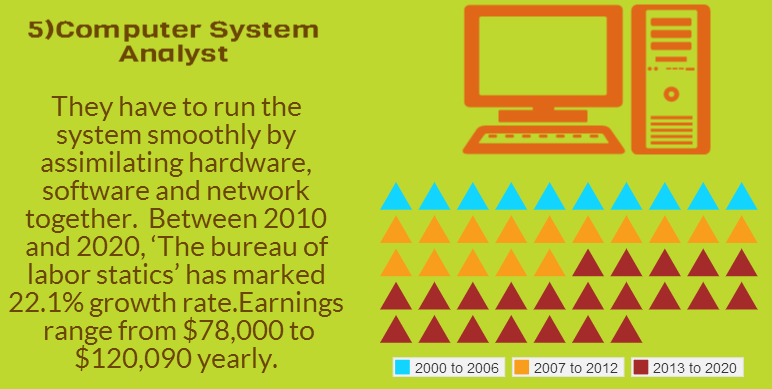 5)Computer System
Analyst
They have to run the
system smoothly by
assimilating hardware,
software and network
together. Between 2010
and 2020, ‘The bureau of
labor statics’ has marked
22.1% growth rate.Earnings
range from $78,000 to
$120,090 yearly.
2000 to 2006
2007 to 2012
2013 to 2020